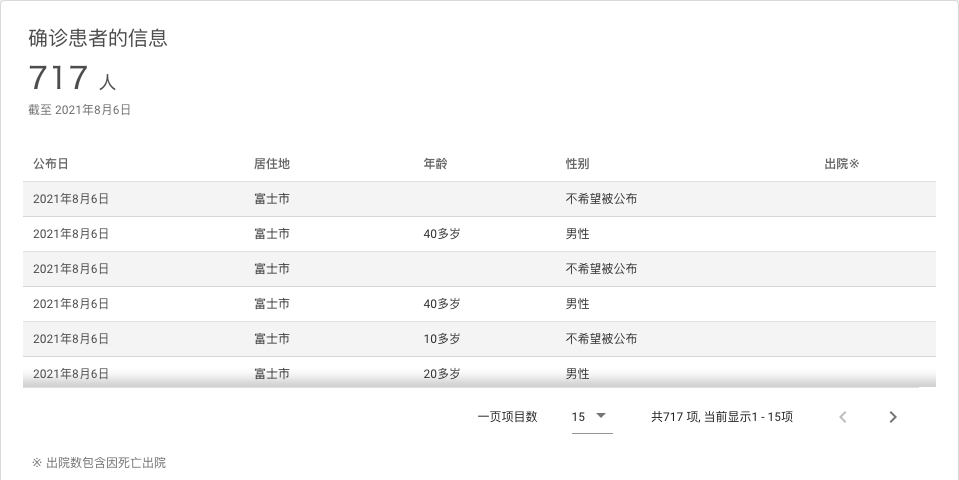 确诊患者的信息
717 人
截至 2021年8月6日
公布日 居住地 年龄 性别 出院※
2021年8月6日 富士市 不希望被公布
2021年8月6日 富士市 40多岁 男性
2021年8月6日 富士市 不希望被公布
2021年8月6日 富士市 40多岁 男性
2021年8月6日 富士市 10多岁 不希望被公布
2021年8月6日 富士市 20多岁 男性
一页项目数 15 共717 项, 当前显示1 - 15项
※ 出院数包含因死亡出院